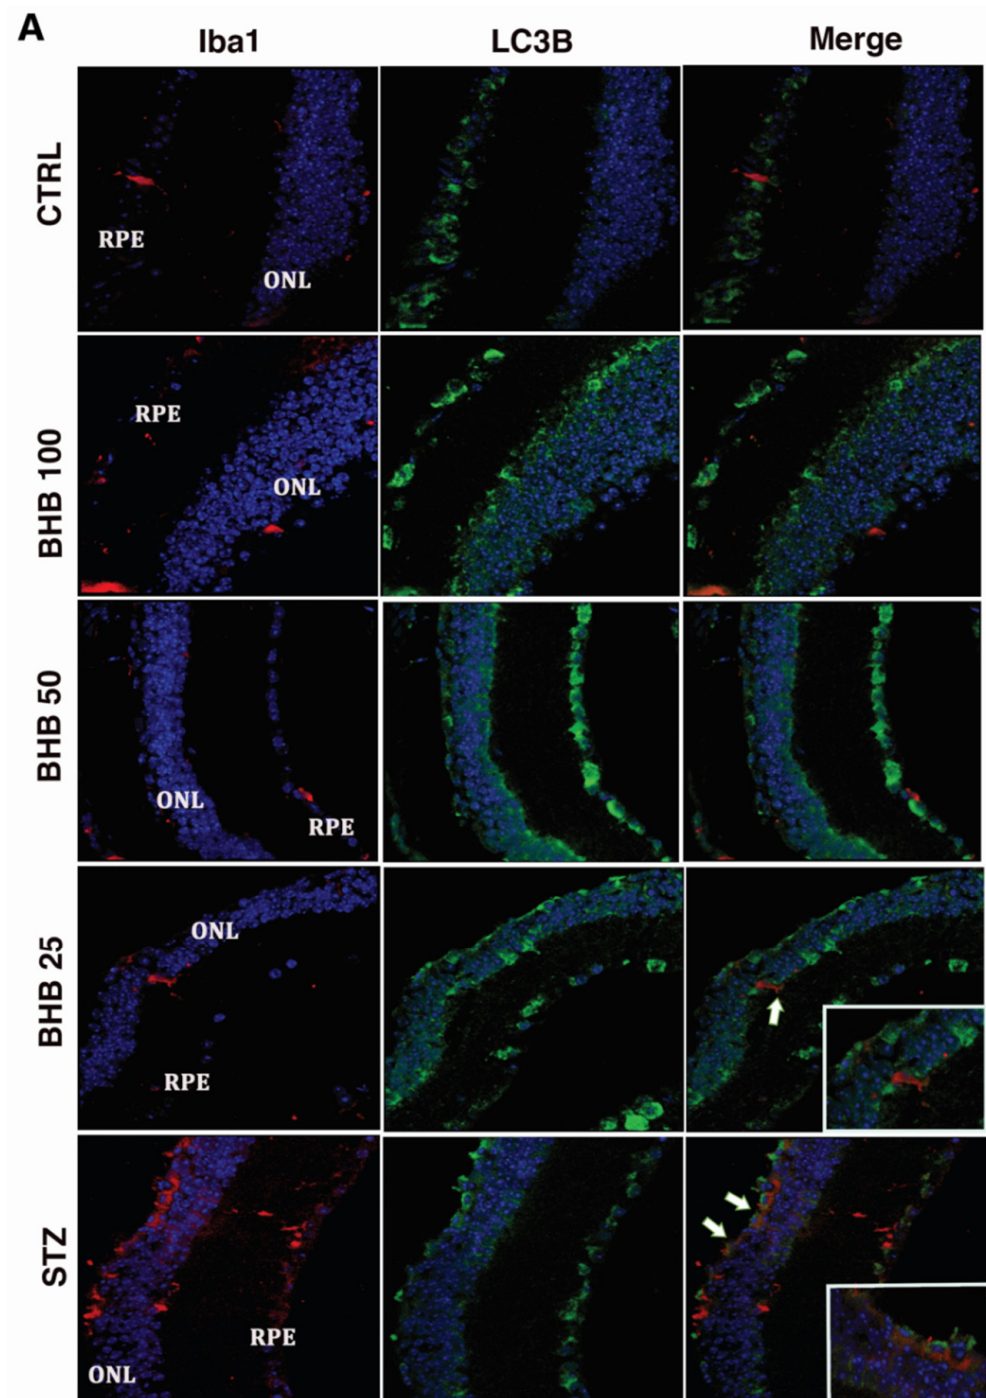 A
Iba1 LC3B Merge
CTRL
RPE
ONL
BHB 100
RPE
ONL
BHB 50
ONL
RPE
BHB 25
ONL
RPE
STZ
RPE
ONL